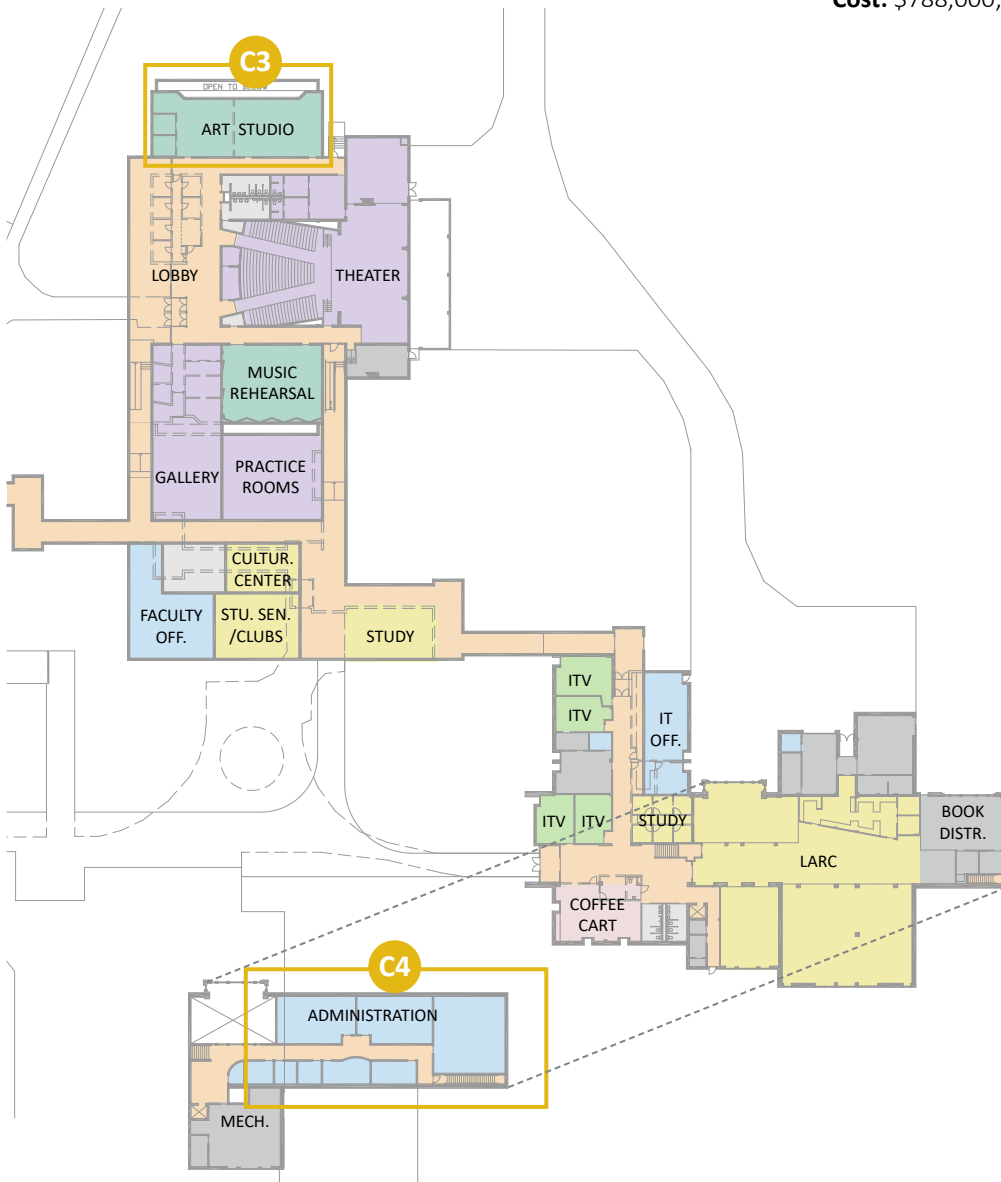 Cost: $788,000,
C3
OPEN TO BELOW
ART STUDIO
LOBBY
THEATER
MUSIC
REHEARSAL
GALLERY
PRACTICE
ROOMS
CULTUR.
CENTER
FACULTY
OFF.
STU. SEN.
/CLUBS
STUDY
ITV
ITV
IT
OFF.
ITV
ITV
STUDY
BOOK
DISTR.
LARC
COFFEE
CART
C4
ADMINISTRATION
MECH.